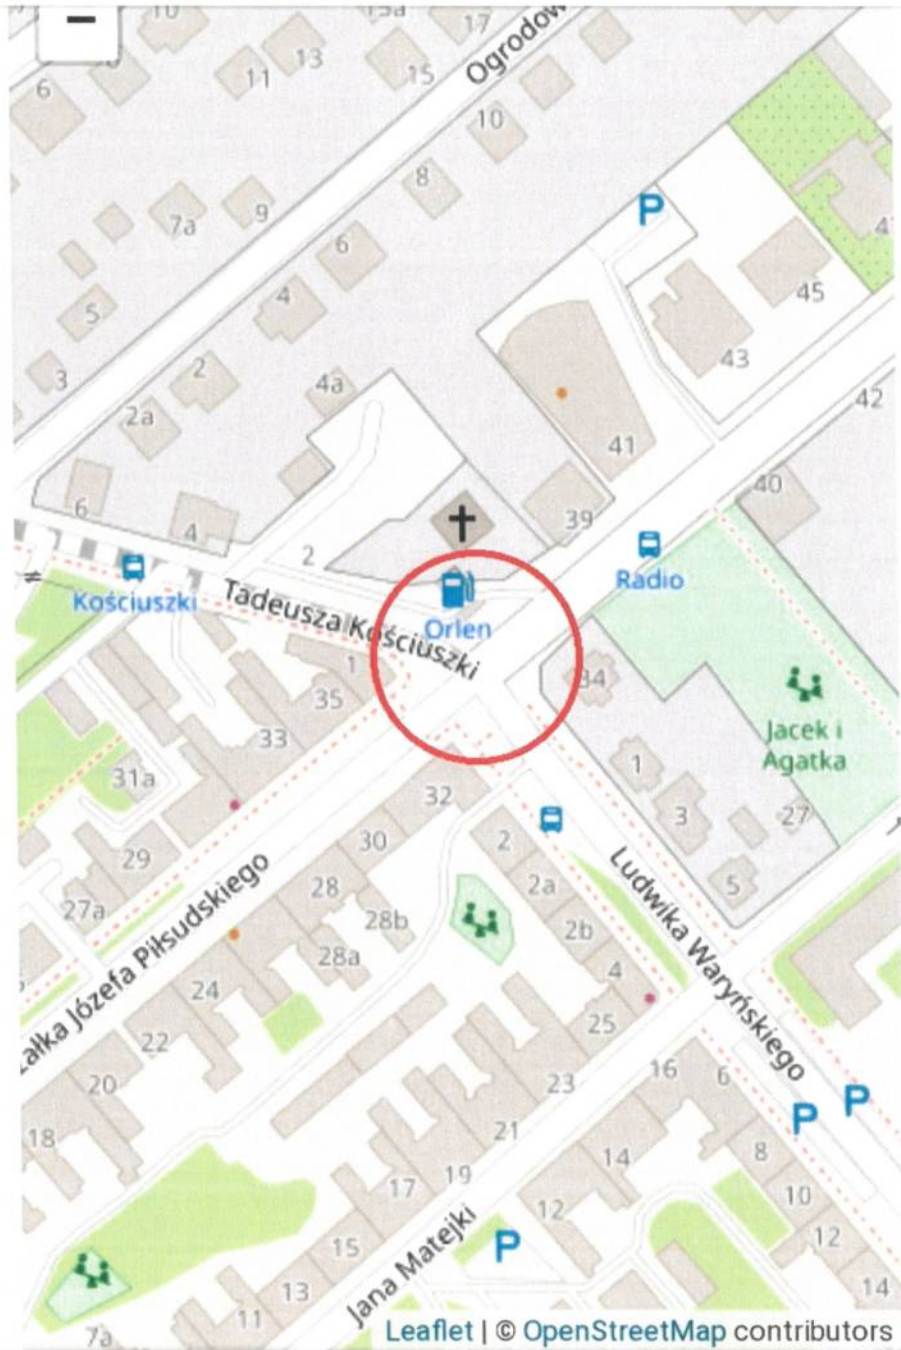 −
10
15a
17
Ogrodow
6
11
13
15
10
8
7a
9
P
6
5
4
45
43
3
2
4a
2a
42
41
6
4
40
39
2
Kościuszki
Radio
Tadeusza Kościuszki
Orlen
1
34
35
33
Jacek i
Agatka
31a
1
32
3
27
30
2
29
Ludwika Waryńskiego
5
28
2a
27a
28b
2b
28a
4
ałka Józefa Piłsudskiego
24
25
22
16
6
20
23
P
P
18
21
14
8
19
17
10
12
P
12
15
Jana Matejki
13
14
11
7a
Leaflet | © OpenStreetMap contributors